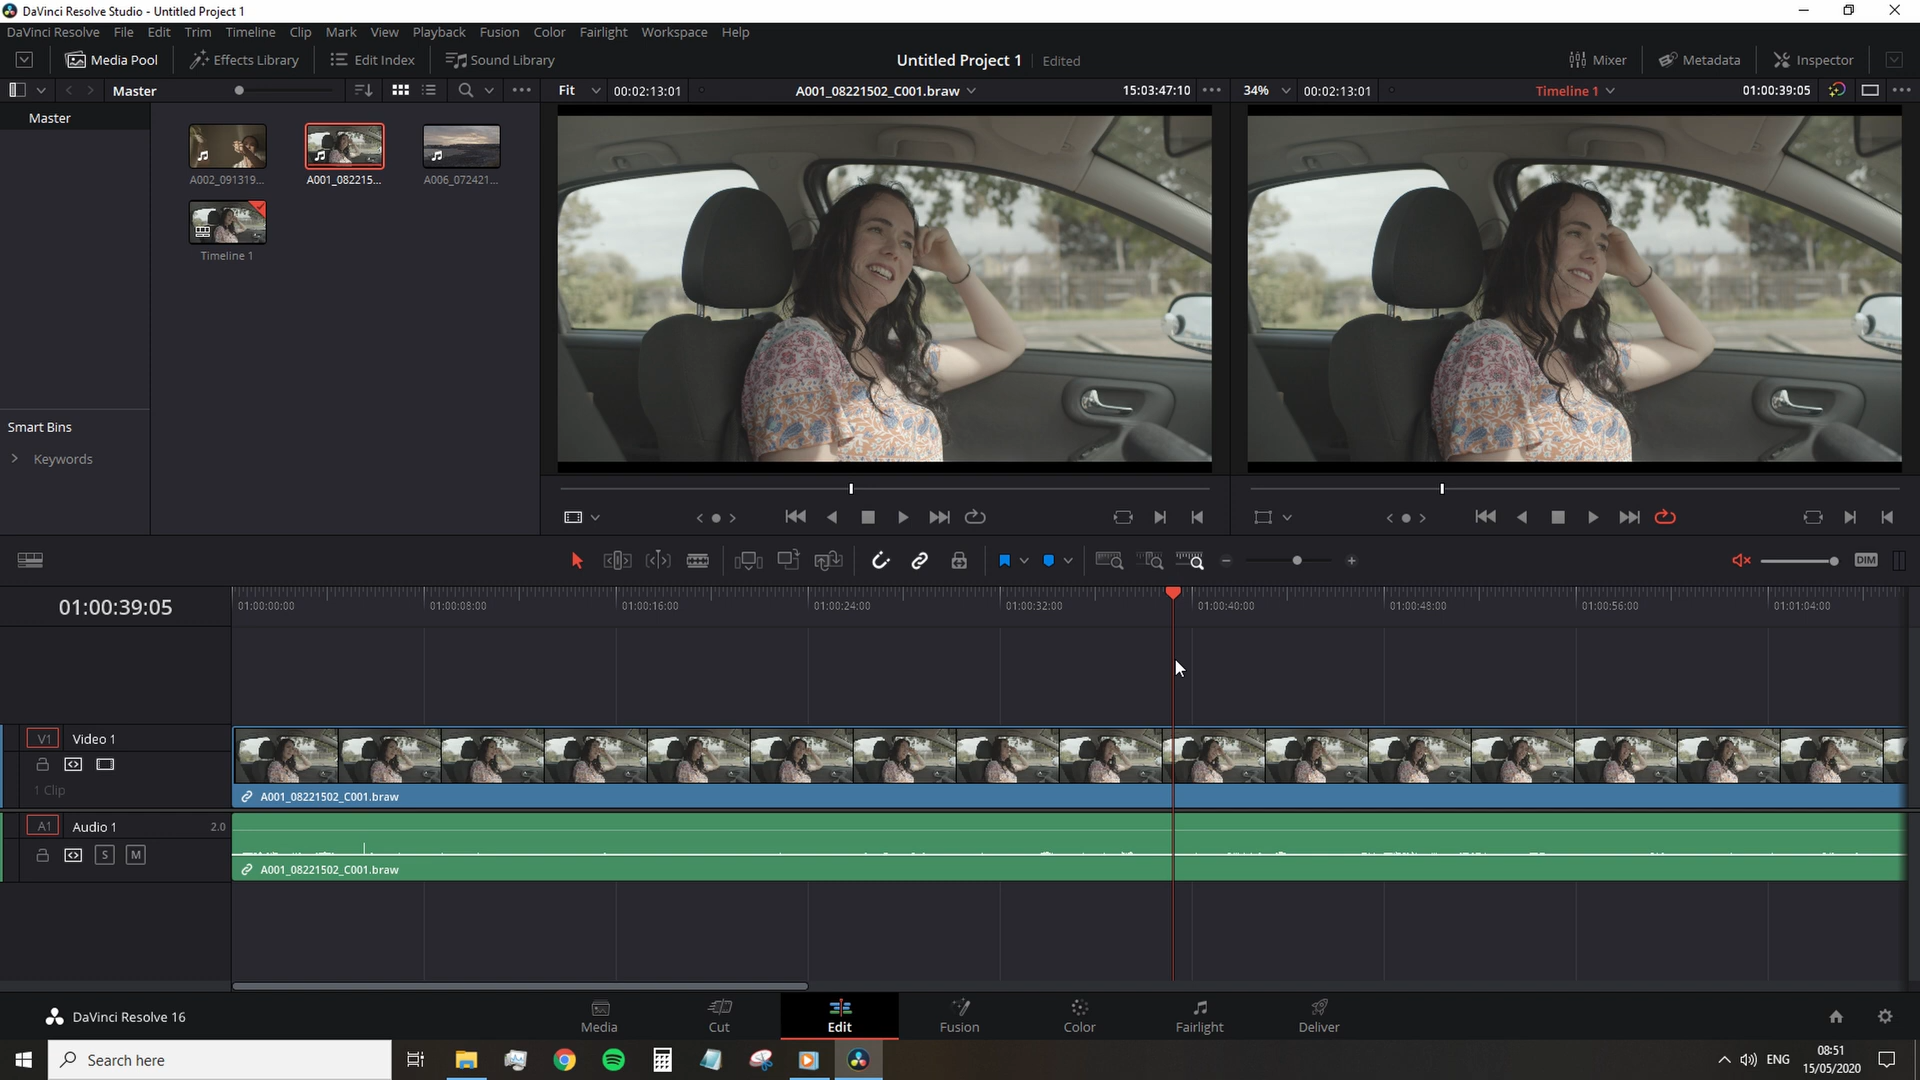 DaVinci Resolve Studio - Untitled Project 1
DaVinci Resolve File Edit Trim Timeline Clip Mark View Playback Fusion Color Fairlight Workspace Help
Media Pool Effects Library Edit Index Sound Library Untitled Project 1 Edited Mixer Metadata Inspector
Master Fit 00:02:13:01 A001_08221502_C001.braw 15:03:47:10 34% 00:02:13:01 Timeline 1 01:00:39:05
Master
A002_091319... A001_082215... A006_072421...
Timeline 1
Smart Bins
Keywords
DIM
01:00:39:05 01:00:00:00 01:00:08:00 01:00:16:00 01:00:24:00 01:00:32:00 01:00:40:00 01:00:48:00 01:00:56:00 01:01:04:00
V1 Video 1
1 Clip
A001_08221502_C001.braw
A1 Audio 1 2.0
S M
A001_08221502_C001.braw
DaVinci Resolve 16 Media Cut Edit Fusion Color Fairlight Deliver
Search here ENG 08:51
15/05/2020